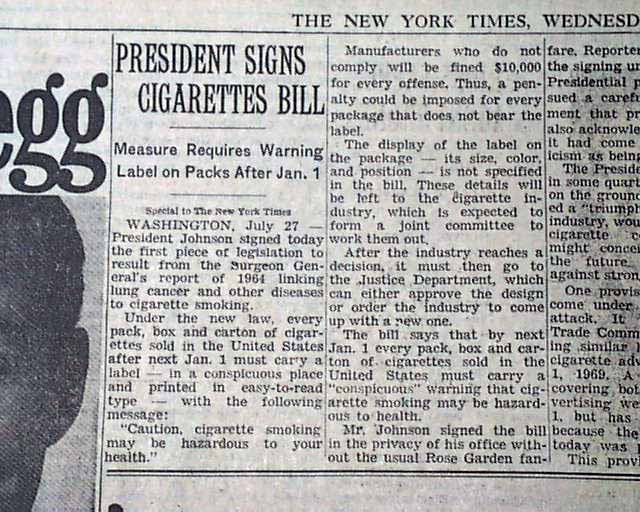 THE NEW YORK TIMES, WEDNESD
egg
PRESIDENT SIGNS
CIGARETTES BILL
Measure Requires Warning
Label on Packs After Jan. 1
Special to The New York Times
WASHINGTON, July 27 —
President Johnson signed today
the first piece of legislation to
result from the Surgeon Gen-
eral's report of 1964 linking
lung cancer and other diseases
to cigarette smoking.
Under the new law, every
pack, box and carton of cigar-
ettes sold in the United States
after next Jan. 1 must carry a
label — in a conspicuous place
and printed in easy-to-read
type — with the following
message:
"Caution, cigarette smoking
may be hazardous to your
health."
Manufacturers who do not
comply will be fined $10,000
for every offense. Thus, a pen-
alty could be imposed for every
package that does not bear the
label.
The display of the label on
the package — its size, color,
and position — is not specified
in the bill. These details will
be left to the cigarette in-
dustry, which is expected to
form a joint committee to
work them out.
After the industry reaches a
decision, it must then go to
the Justice Department, which
can either approve the design
or order the industry to come
up with a new one.
The bill says that by next
Jan. 1 every pack, box and car-
ton of cigarettes sold in the
United States must carry a
"conspicuous" warning that cig-
arette smoking may be hazard-
ous to health.
Mr. Johnson signed the bill
in the privacy of his office with-
out the usual Rose Garden fan-
fare. Reporter
the signing un
Presidential p
sued a carefu
ment that pr
also acknowle
it had come
icism as being
The Preside
in some quart
on the ground
ed a "triumph
industry, wou
cigarette c
might concer
the future
against stron
One provis
come under
attack. It
Trade Comm
ing similar
cigarette adv
1, 1969. A
covering bot
vertising we
1, but has
because the
today was
This provi